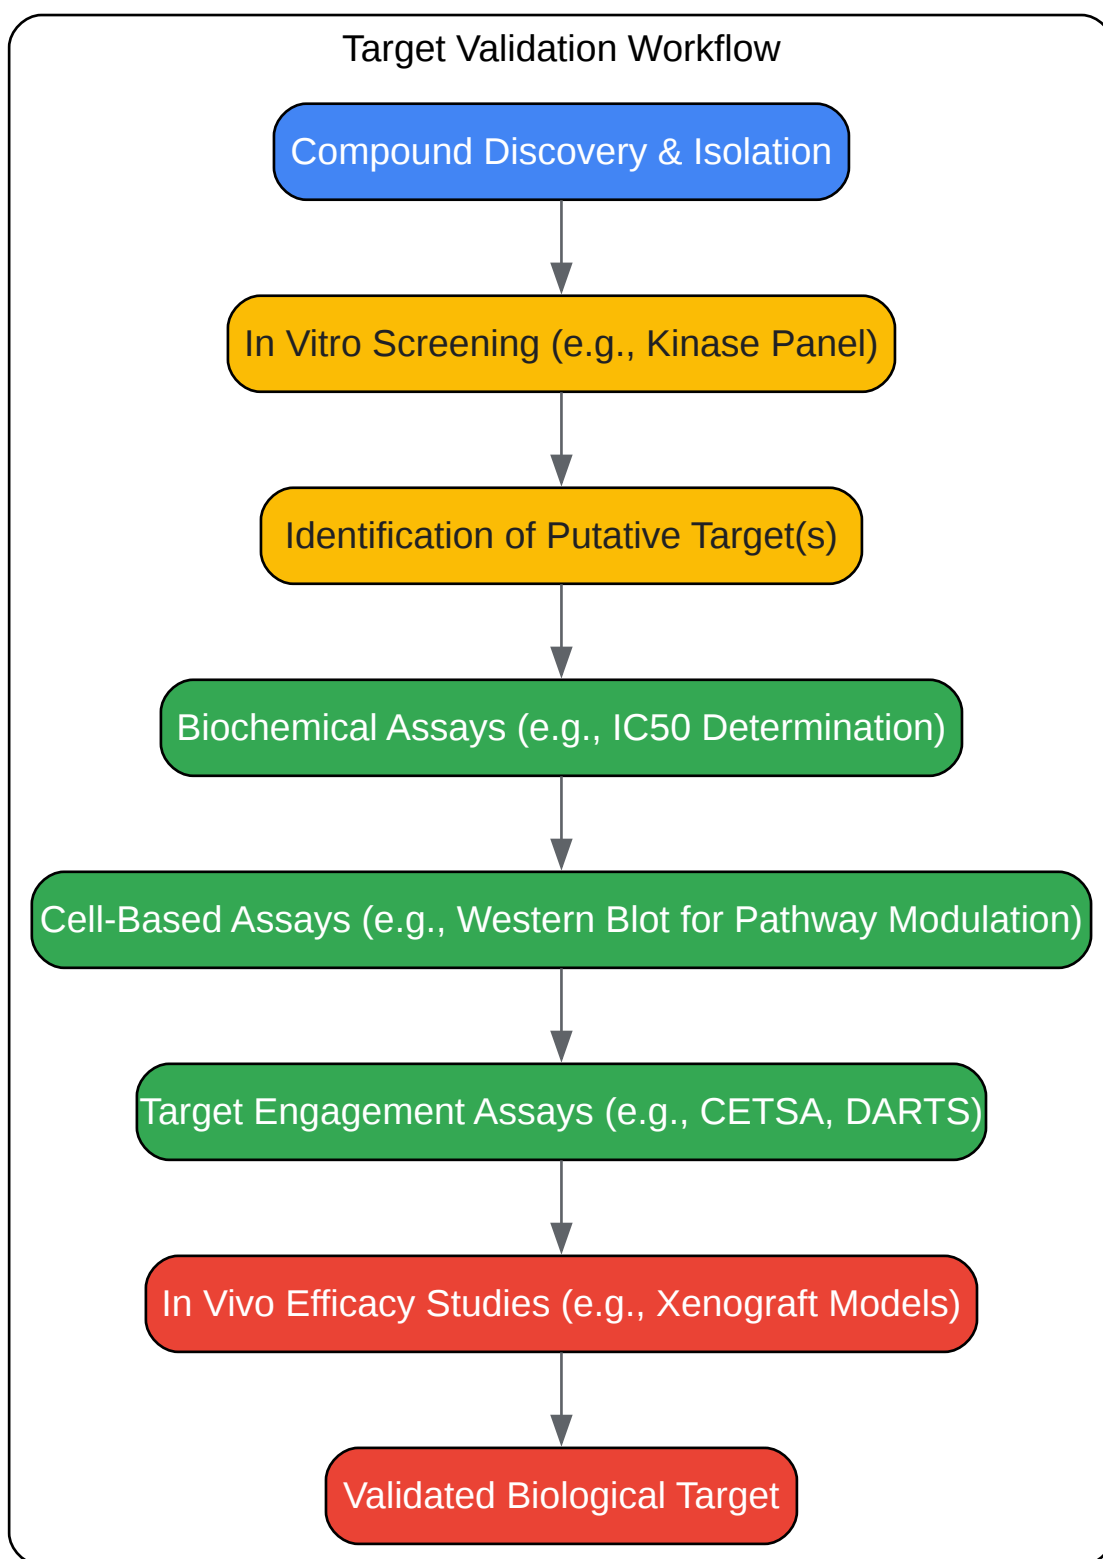 Target Validation Workflow
Compound Discovery & Isolation
In Vitro Screening (e.g., Kinase Panel)
Identification of Putative Target(s)
Biochemical Assays (e.g., IC50 Determination)
Cell-Based Assays (e.g., Western Blot for Pathway Modulation)
Target Engagement Assays (e.g., CETSA, DARTS)
In Vivo Efficacy Studies (e.g., Xenograft Models)
Validated Biological Target